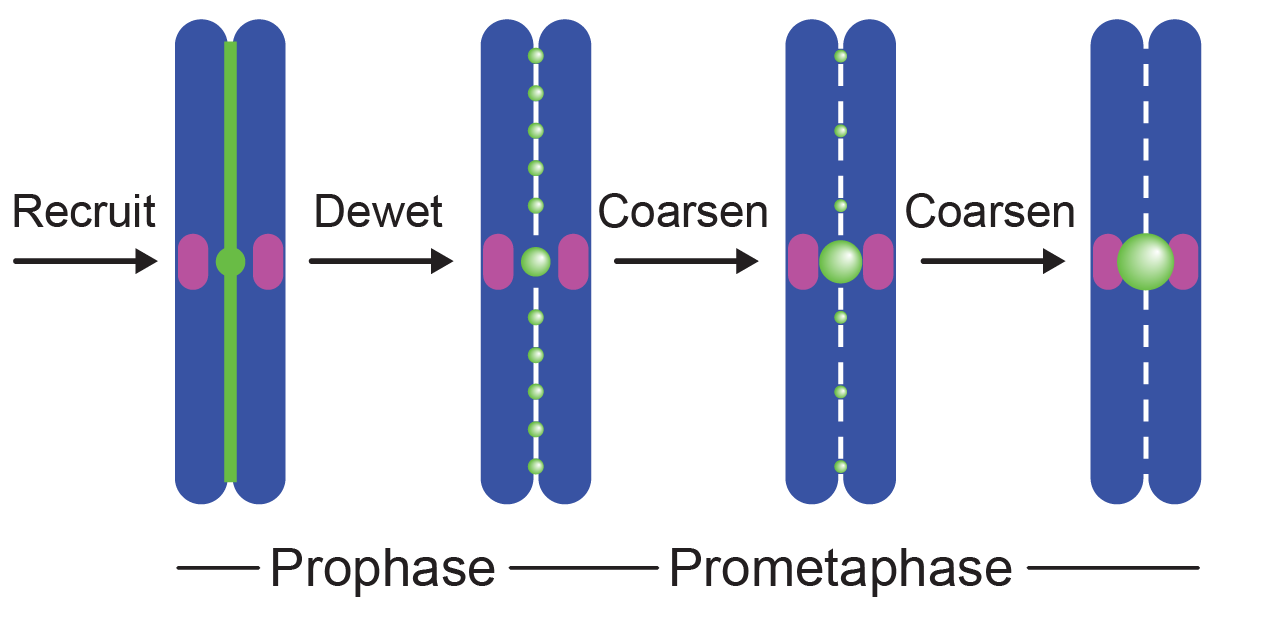 Recruit
Dewet
Coarsen
Coarsen
Prophase
Prometaphase